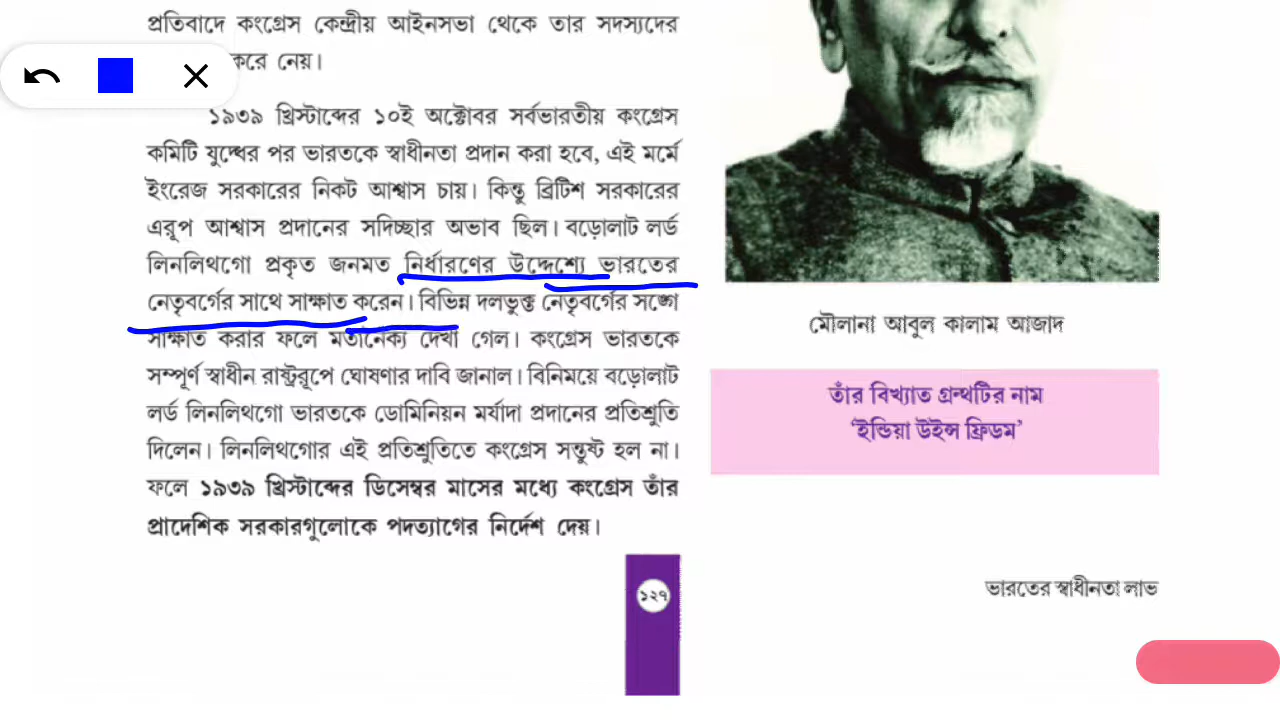 প্রতিবাদে কংগ্রেস কেন্দ্রীয় আইনসভা থেকে তার সদস্যদের
করে নেয়।
১৯৩৯ খ্রিস্টাব্দের ১০ই অক্টোবর সর্বভারতীয় কংগ্রেস
কমিটি যুদ্ধের পর ভারতকে স্বাধীনতা প্রদান করা হবে, এই মর্মে
ইংরেজ সরকারের নিকট আশ্বাস চায়। কিন্তু ব্রিটিশ সরকারের
এরূপ আশ্বাস প্রদানের সদিচ্ছার অভাব ছিল। বড়োলাট লর্ড
লিনলিথগো প্রকৃত জনমত নির্ধারণের উদ্দেশ্যে ভারতের
নেতৃবর্গের সাথে সাক্ষাত করেন। বিভিন্ন দলভুক্ত নেতৃবর্গের সঙ্গে
সাক্ষাত করার ফলে মতানৈক্য দেখা গেল। কংগ্রেস ভারতকে
সম্পূর্ণ স্বাধীন রাষ্ট্ররূপে ঘোষণার দাবি জানাল। বিনিময়ে বড়োলাট
লর্ড লিনলিথগো ভারতকে ডোমিনিয়ন মর্যাদা প্রদানের প্রতিশ্রুতি
দিলেন। লিনলিথগোর এই প্রতিশ্রুতিতে কংগ্রেস সন্তুষ্ট হল না।
ফলে ১৯৩৯ খ্রিস্টাব্দের ডিসেম্বর মাসের মধ্যে কংগ্রেস তাঁর
প্রাদেশিক সরকারগুলোকে পদত্যাগের নির্দেশ দেয়।
মৌলানা আবুল কালাম আজাদ
তাঁর বিখ্যাত গ্রন্থটির নাম
‘ইন্ডিয়া উইন্স ফ্রিডম’
১২৭
ভারতের স্বাধীনতা লাভ